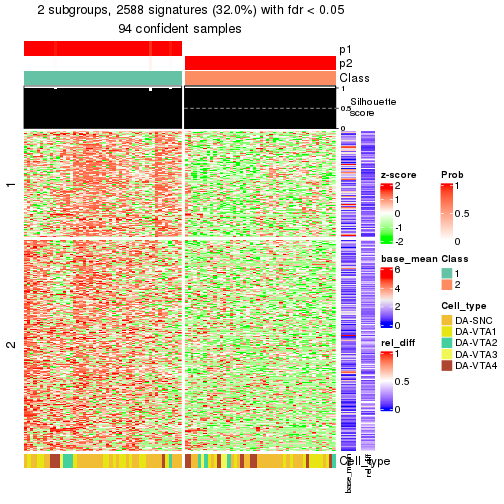 2 subgroups, 2588 signatures (32.0%) with fdr < 0.05
94 confident samples
p1
p2
Class
1
0.5
0
Silhouette
score
1
2
z-score
2
1
0
-1
-2
Prob
1
0.5
0
base_mean
6
4
2
0
Class
1
2
rel_diff
1
0.5
0
Cell_type
DA-SNC
DA-VTA1
DA-VTA2
DA-VTA3
DA-VTA4
Cell_type
rel_diff